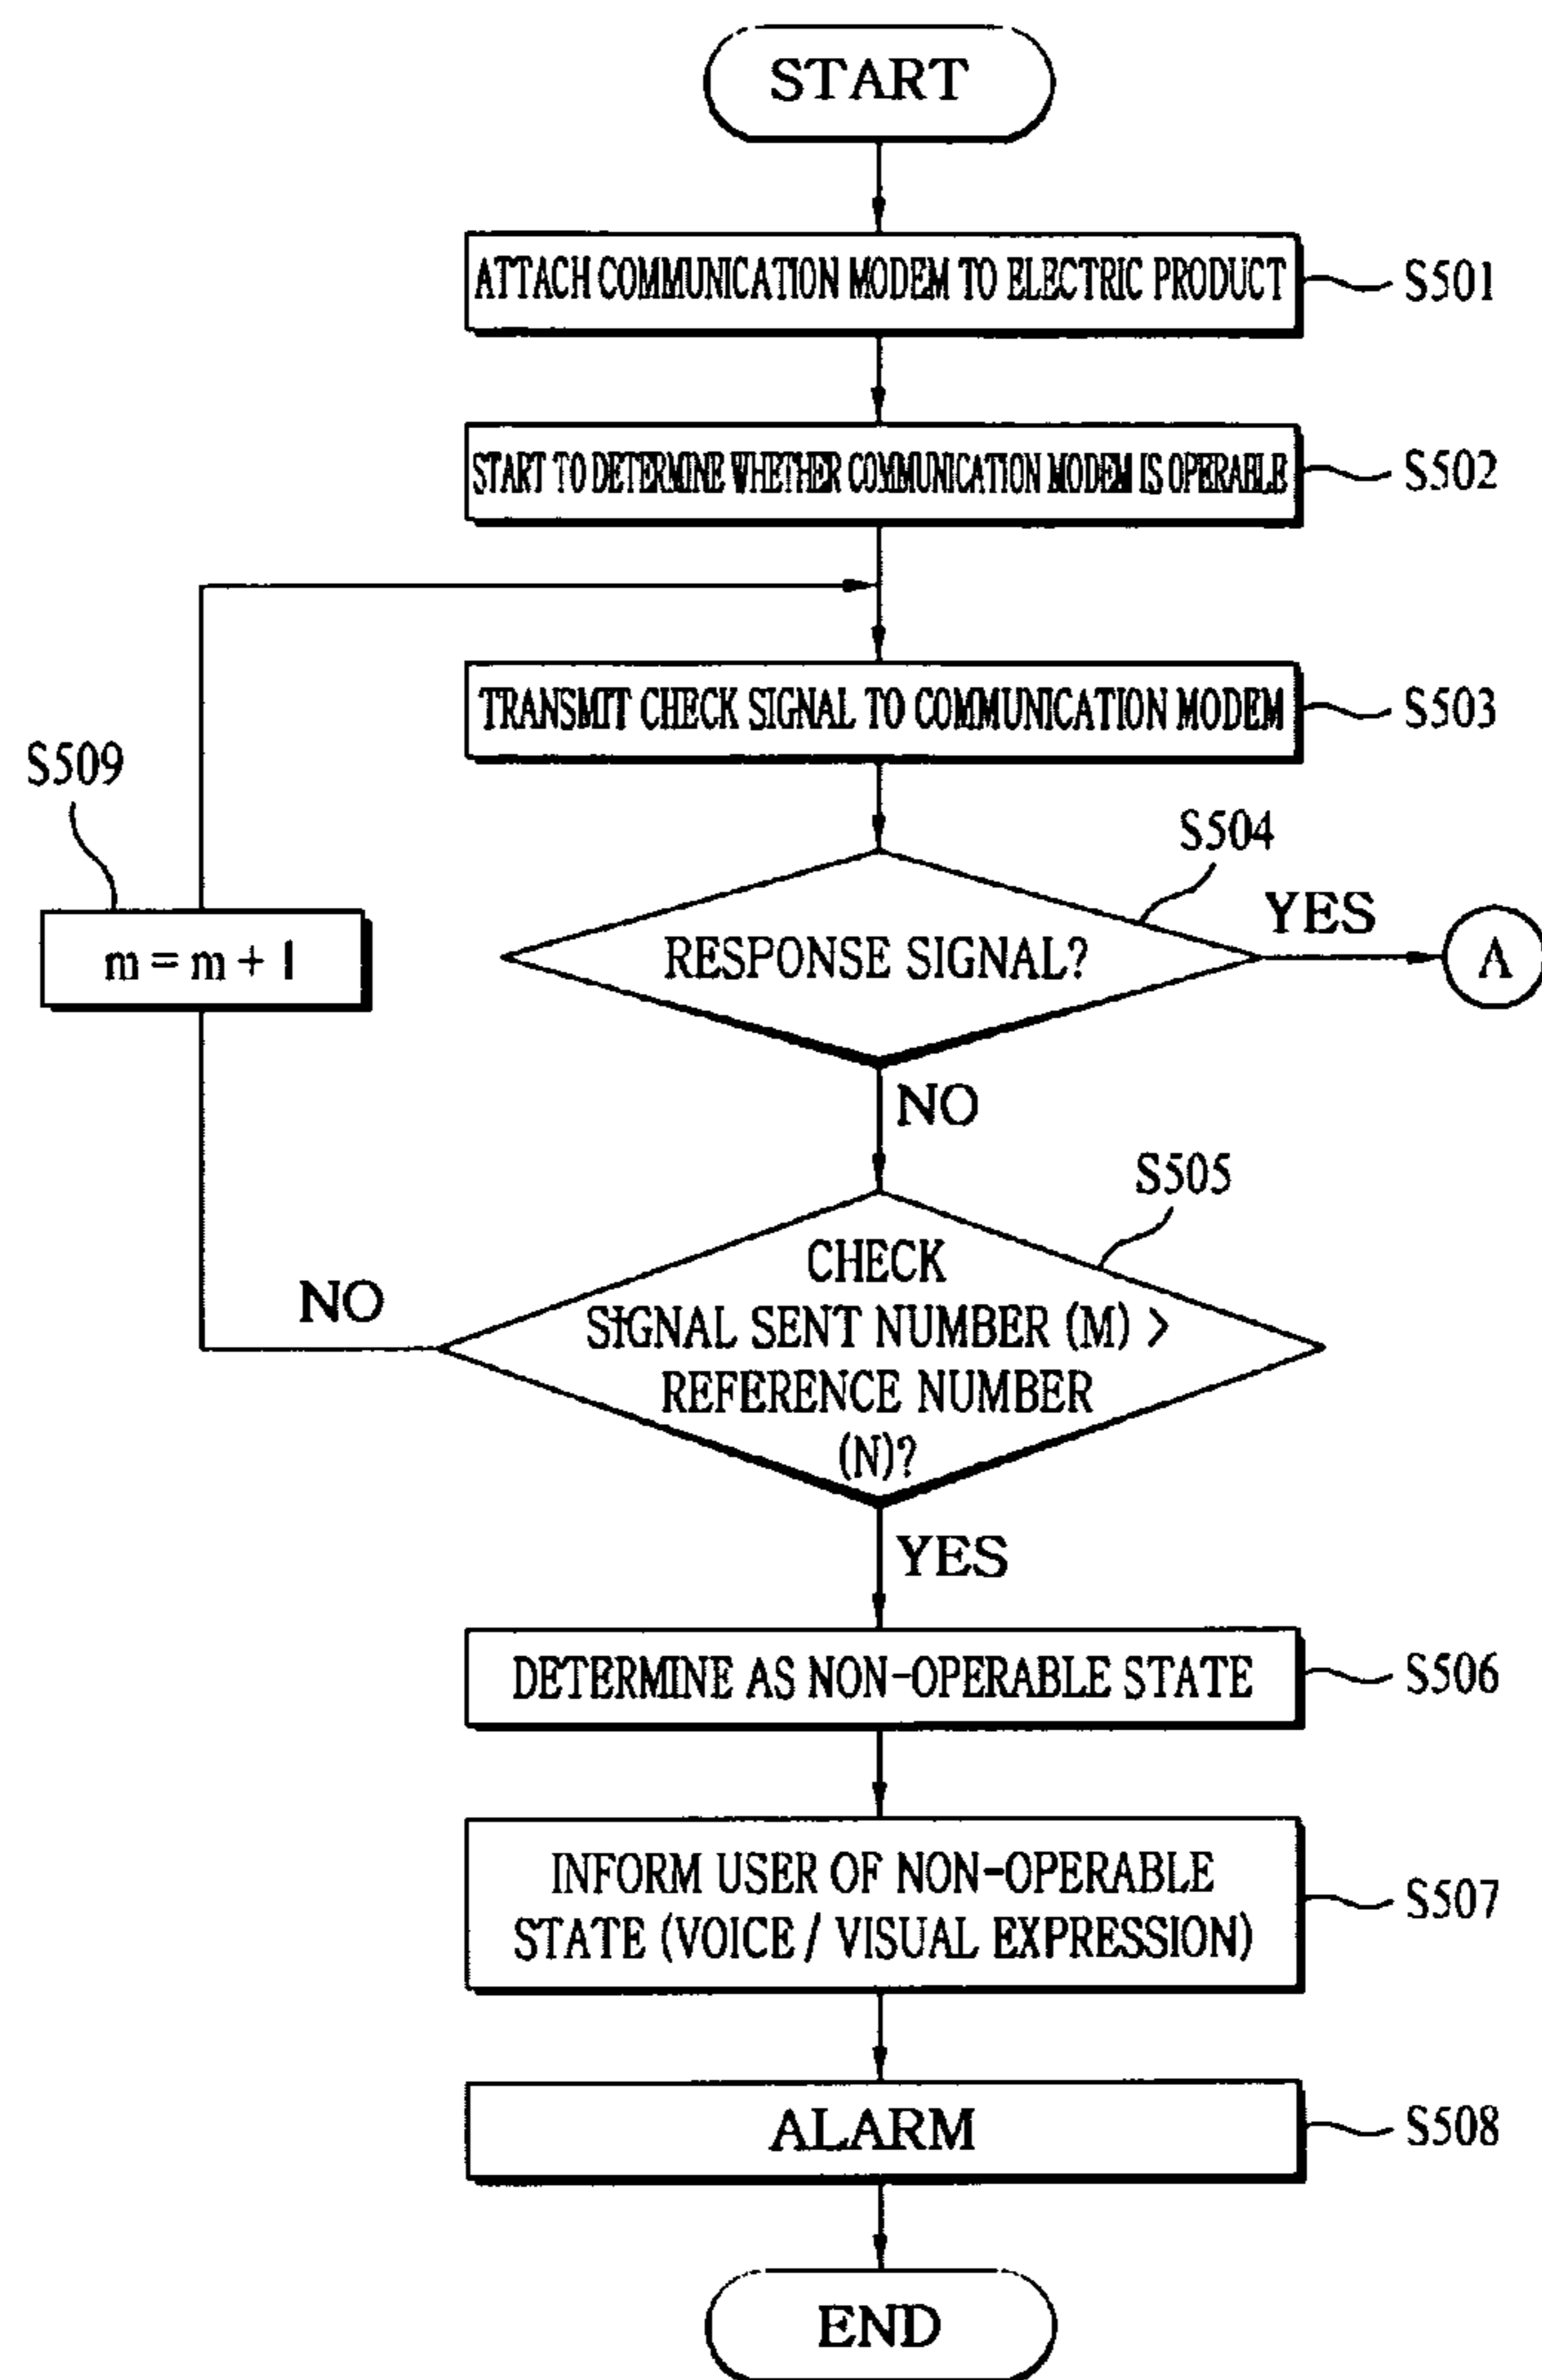 START
ATTACH COMMUNICATION MODEM TO ELECTRIC PRODUCT
S501
START TO DETERMINE WHETHER COMMUNICATION MODEM IS OPERABLE
S502
TRANSMIT CHECK SIGNAL TO COMMUNICATION MODEM
S503
S509
m = m + 1
S504
RESPONSE SIGNAL?
YES
A
NO
S505
CHECK
SIGNAL SENT NUMBER (M) >
REFERENCE NUMBER
(N)?
NO
YES
DETERMINE AS NON-OPERABLE STATE
S506
INFORM USER OF NON-OPERABLE
STATE (VOICE / VISUAL EXPRESSION)
S507
ALARM
S508
END